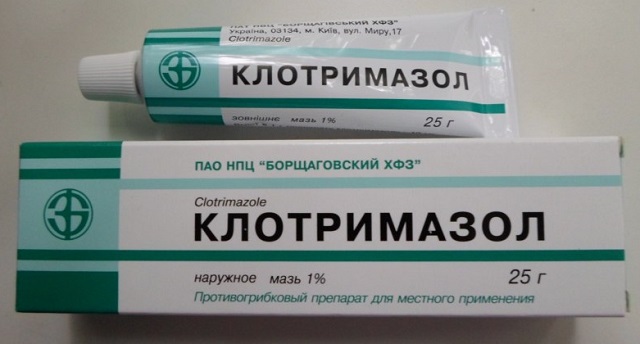 ПАТ НПЦ "БОРЩАГІВСЬКИЙ ХФЗ"
Україна, 03134, м. Київ, вул. Миру,17
Clotrimazole
КЛОТРИМАЗОЛ
зовнішнє мазь 1%
25 г
ПАО НПЦ "БОРЩАГОВСКИЙ ХФЗ"
Clotrimazole
КЛОТРИМАЗОЛ
наружное мазь 1%
25 г
Противогрибковый препарат для местного применения